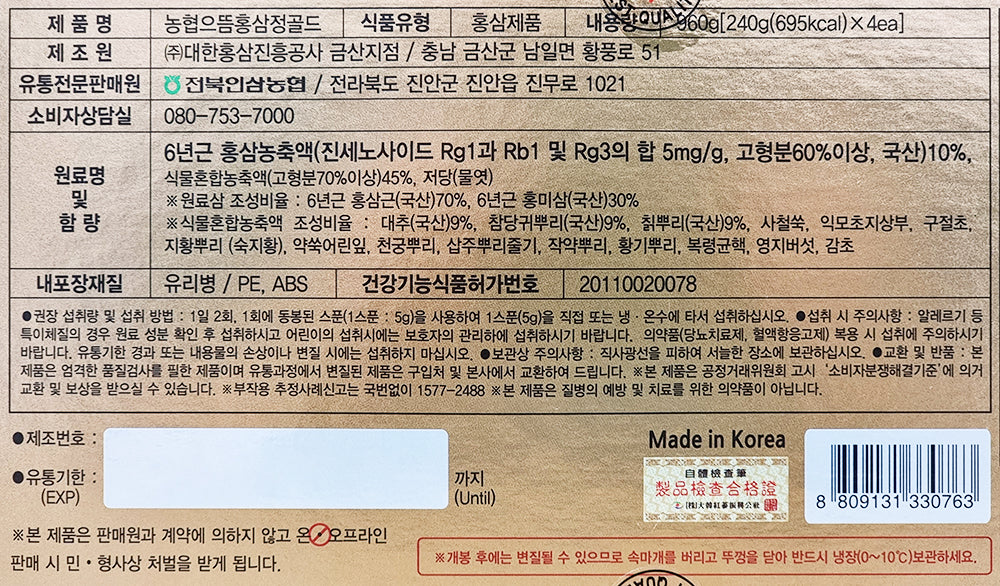 제 품 명 농협으뜸홍삼정골드 식품유형 홍삼제품 내용량 960g[240g(695kcal)×4ea]
QUALITY
제 조 원 ㈜대한홍삼진흥공사 금산지점 / 충남 금산군 남일면 황풍로 51
유통전문판매원 전북인삼농협 / 전라북도 진안군 진안읍 진무로 1021
소비자상담실 080-753-7000
원료명 및 함 량
6년근 홍삼농축액(진세노사이드 Rg1과 Rb1 및 Rg3의 합 5mg/g, 고형분60%이상, 국산)10%,
식물혼합농축액(고형분70%이상)45%, 저당(물엿)
※원료삼 조성비율 : 6년근 홍삼근(국산)70%, 6년근 홍미삼(국산)30%
※식물혼합농축액 조성비율 : 대추(국산)9%, 참당귀뿌리(국산)9%, 칡뿌리(국산)9%, 사철쑥, 익모초지상부, 구절초,
지황뿌리 (숙지황), 약쑥어린잎, 천궁뿌리, 삽주뿌리줄기, 작약뿌리, 황기뿌리, 복령균핵, 영지버섯, 감초
내포장재질 유리병 / PE, ABS 건강기능식품허가번호 20110020078
●권장 섭취량 및 섭취 방법 : 1일 2회, 1회에 동봉된 스푼(1스푼 : 5g)을 사용하여 1스푼(5g)을 직접 또는 냉·온수에 타서 섭취하십시오. ●섭취 시 주의사항 : 알레르기 등
특이체질의 경우 원료 성분 확인 후 섭취하시고 어린이의 섭취시에는 보호자의 관리하에 섭취하시기 바랍니다. 의약품(당뇨치료제, 혈액항응고제) 복용 시 섭취에 주의하시기
바랍니다. 유통기한 경과 또는 내용물의 손상이나 변질 시에는 섭취하지 마십시오. ●보관상 주의사항 : 직사광선을 피하여 서늘한 장소에 보관하십시오. ●교환 및 반품 : 본
제품은 엄격한 품질검사를 필한 제품이며 유통과정에서 변질된 제품은 구입처 및 본사에서 교환하여 드립니다. ※본 제품은 공정거래위원회 고시 ‘소비자분쟁해결기준’에 의거
교환 및 보상을 받으실 수 있습니다. ※부작용 추정사례신고는 국번없이 1577-2488 ※본 제품은 질병의 예방 및 치료를 위한 의약품이 아닙니다.
●제조번호 :
●유통기한 : 까지
(EXP) (Until)
Made in Korea
自體檢查筆
製品檢查合格證
(株)大韓紅蔘振興公社
8 809131 330763
※본 제품은 판매원과 계약에 의하지 않고 온·오프라인
판매 시 민·형사상 처벌을 받게 됩니다.
※개봉 후에는 변질될 수 있으므로 속마개를 버리고 뚜껑을 닫아 반드시 냉장(0~10℃)보관하세요.